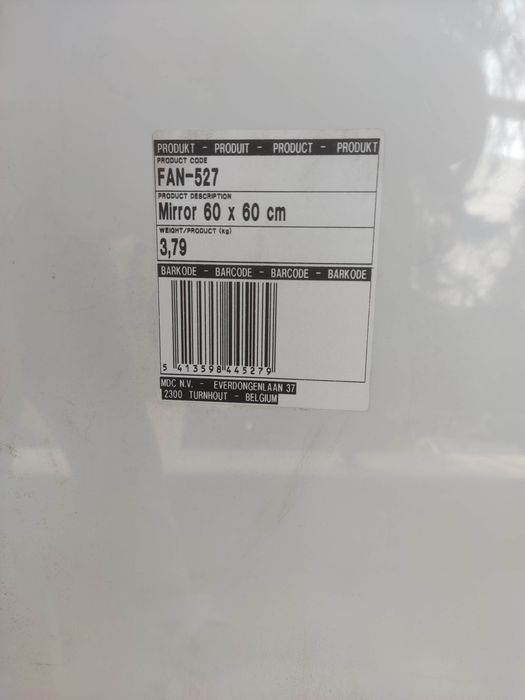 PRODUKT - PRODUIT - PRODUCT - PRODUKT
PRODUCT CODE
FAN-527
PRODUCT DESCRIPTION
Mirror 60 x 60 cm
WEIGHT/PRODUCT (Kg)
3,79
BARKODE - BARCODE - BARCODE - BARKODE
5 413598 445279
MDC N.V. - EVERDONGENLAAN 37
2300 TURNHOUT - BELGIUM